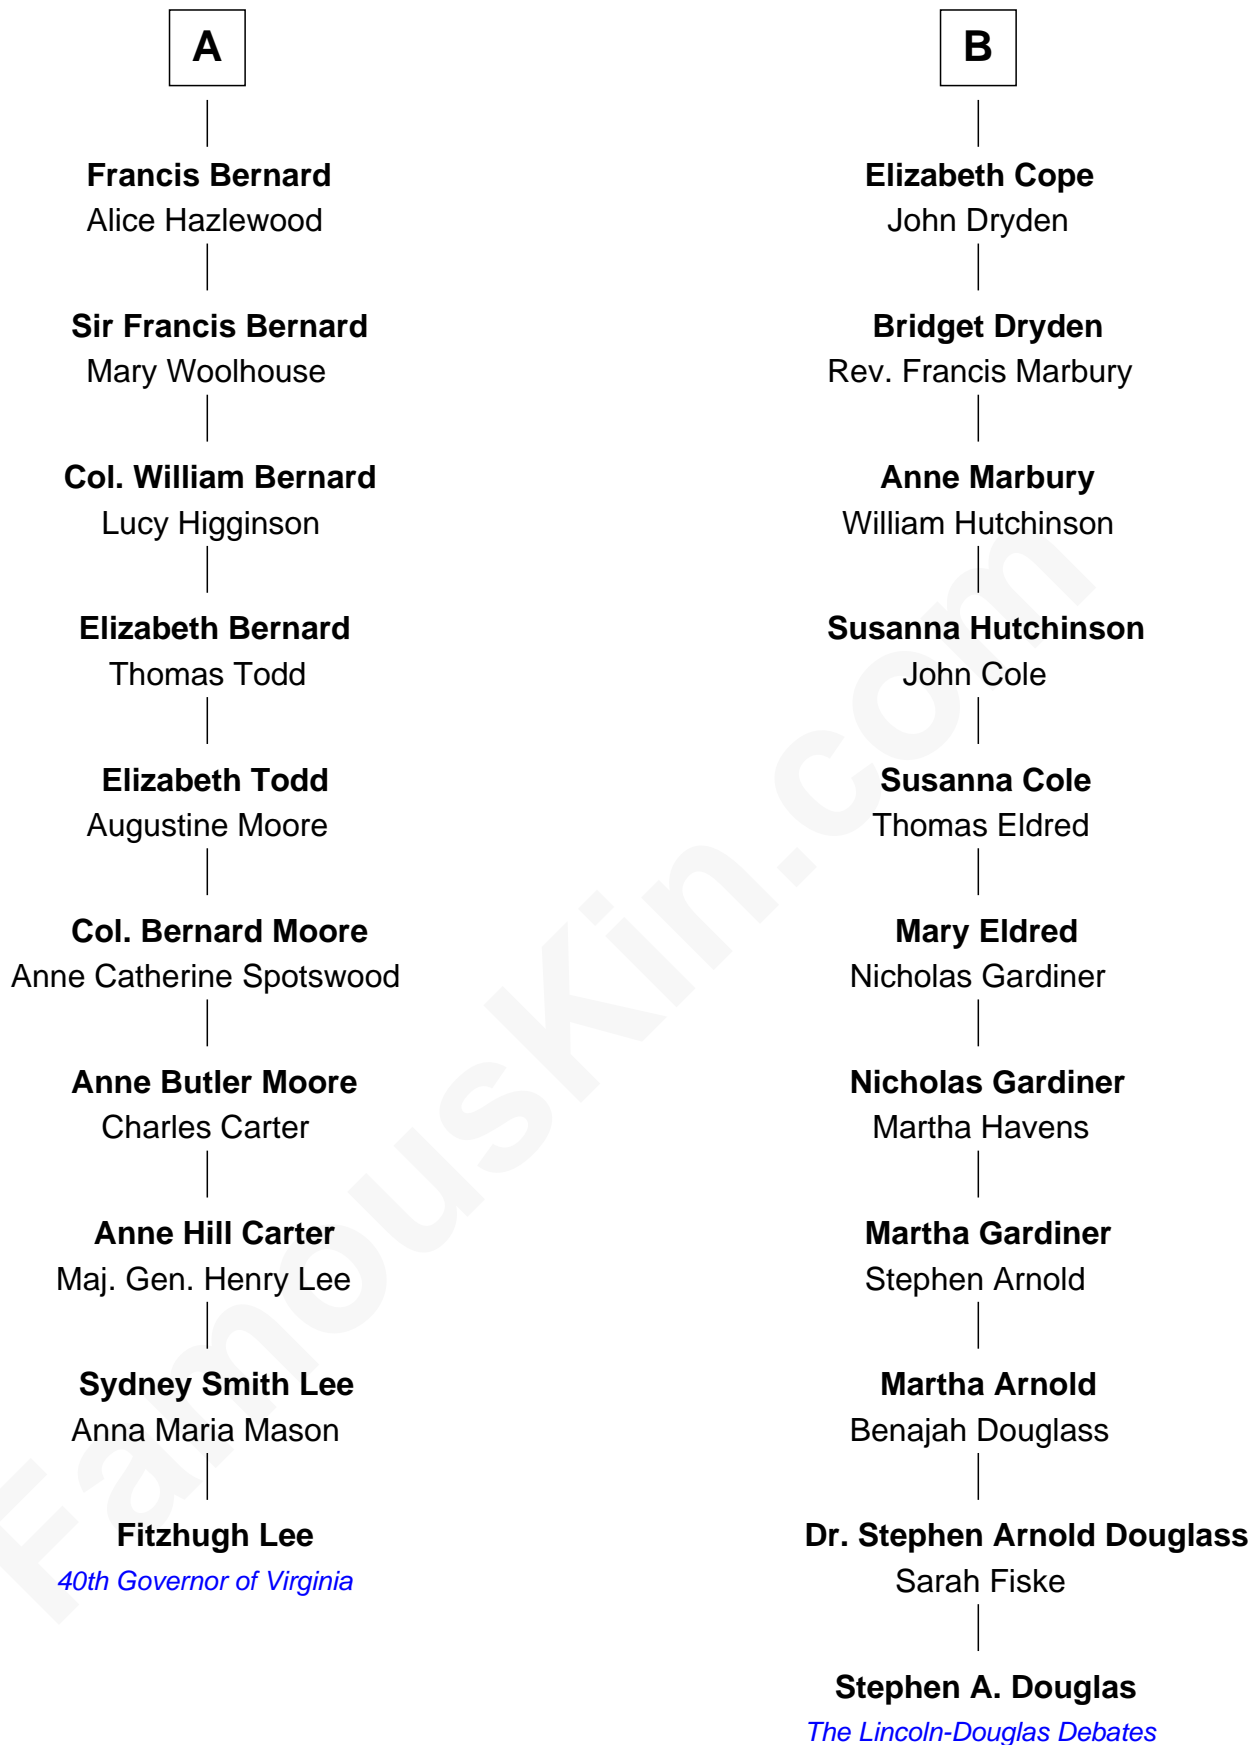 A
Francis Bernard
Alice Hazlewood
Sir Francis Bernard
Mary Woolhouse
Col. William Bernard
Lucy Higginson
Elizabeth Bernard
Thomas Todd
Elizabeth Todd
Augustine Moore
Col. Bernard Moore
Anne Catherine Spotswood
Anne Butler Moore
Charles Carter
Anne Hill Carter
Maj. Gen. Henry Lee
Sydney Smith Lee
Anna Maria Mason
Fitzhugh Lee
40th Governor of Virginia
B
Elizabeth Cope
John Dryden
Bridget Dryden
Rev. Francis Marbury
Anne Marbury
William Hutchinson
Susanna Hutchinson
John Cole
Susanna Cole
Thomas Eldred
Mary Eldred
Nicholas Gardiner
Nicholas Gardiner
Martha Havens
Martha Gardiner
Stephen Arnold
Martha Arnold
Benajah Douglass
Dr. Stephen Arnold Douglass
Sarah Fiske
Stephen A. Douglas
The Lincoln-Douglas Debates
FamousKin.com